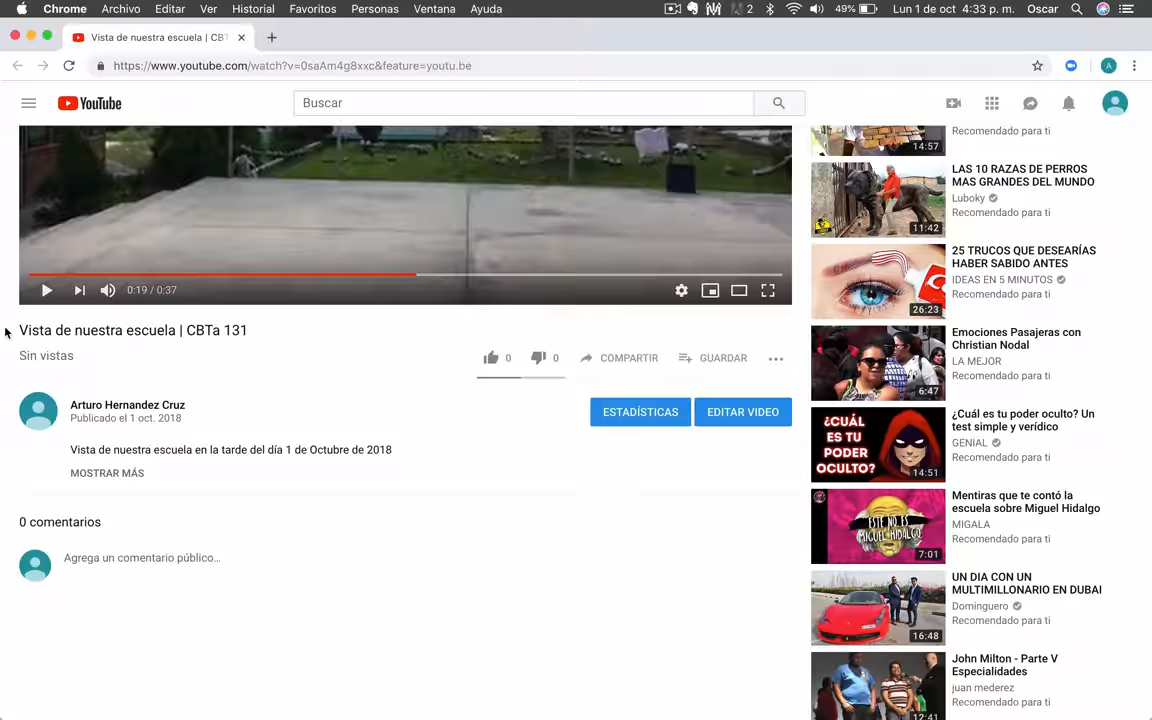 Chrome Archivo Editar Ver Historial Favoritos Personas Ventana Ayuda 2 49% Lun 1 de oct 4:33 p. m. Oscar
Vista de nuestra escuela | CBT
https://www.youtube.com/watch?v=0saAm4g8xxc&feature=youtu.be A
YouTube
Buscar
0:19 / 0:37
Vista de nuestra escuela | CBTa 131
Sin vistas
0 0 COMPARTIR GUARDAR
Arturo Hernandez Cruz
Publicado el 1 oct. 2018
ESTADÍSTICAS EDITAR VIDEO
Vista de nuestra escuela en la tarde del día 1 de Octubre de 2018
MOSTRAR MÁS
0 comentarios
Agrega un comentario público...
Recomendado para ti
14:57
LAS 10 RAZAS DE PERROS
MAS GRANDES DEL MUNDO
Luboky
Recomendado para ti
11:42
25 TRUCOS QUE DESEARÍAS
HABER SABIDO ANTES
IDEAS EN 5 MINUTOS
Recomendado para ti
26:23
Emociones Pasajeras con
Christian Nodal
LA MEJOR
Recomendado para ti
6:47
¿CUÁL
ES TU
PODER
OCULTO?
14:51
¿Cuál es tu poder oculto? Un
test simple y verídico
GENIAL
Recomendado para ti
ESTE NO ES
MIGUEL HIDALGO
7:01
Mentiras que te contó la
escuela sobre Miguel Hidalgo
MIGALA
Recomendado para ti
UN DIA CON UN
MULTIMILLONARIO EN DUBAI
Dominguero
Recomendado para ti
16:48
John Milton - Parte V
Especialidades
juan mederez
Recomendado para ti
12:41